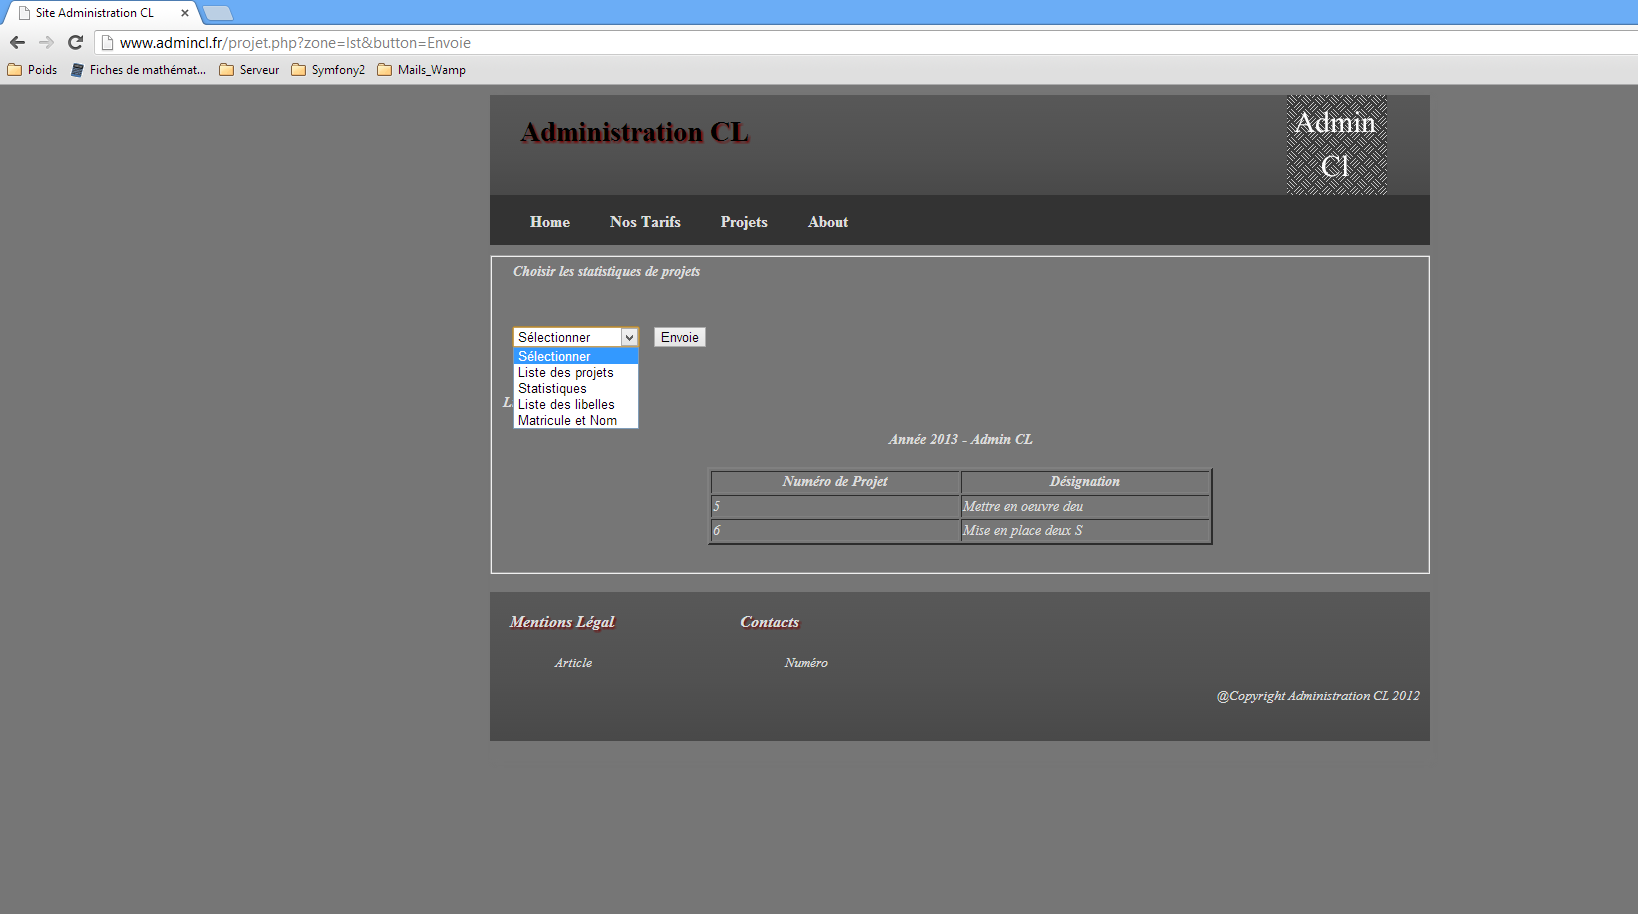 Site Administration CL
www.admincl.fr/projet.php?zone=lst&button=Envoie
Poids Fiches de mathémat... Serveur Symfony2 Mails_Wamp
Administration CL
Admin
Cl
Home Nos Tarifs Projets About
Choisir les statistiques de projets
Sélectionner Envoie
Sélectionner
Liste des projets
Statistiques
Liste des libelles
Matricule et Nom
Année 2013 - Admin CL
Numéro de Projet Désignation
5 Mettre en oeuvre deu
6 Mise en place deux S
Mentions Légal Contacts
Article Numéro
@Copyright Administration CL 2012